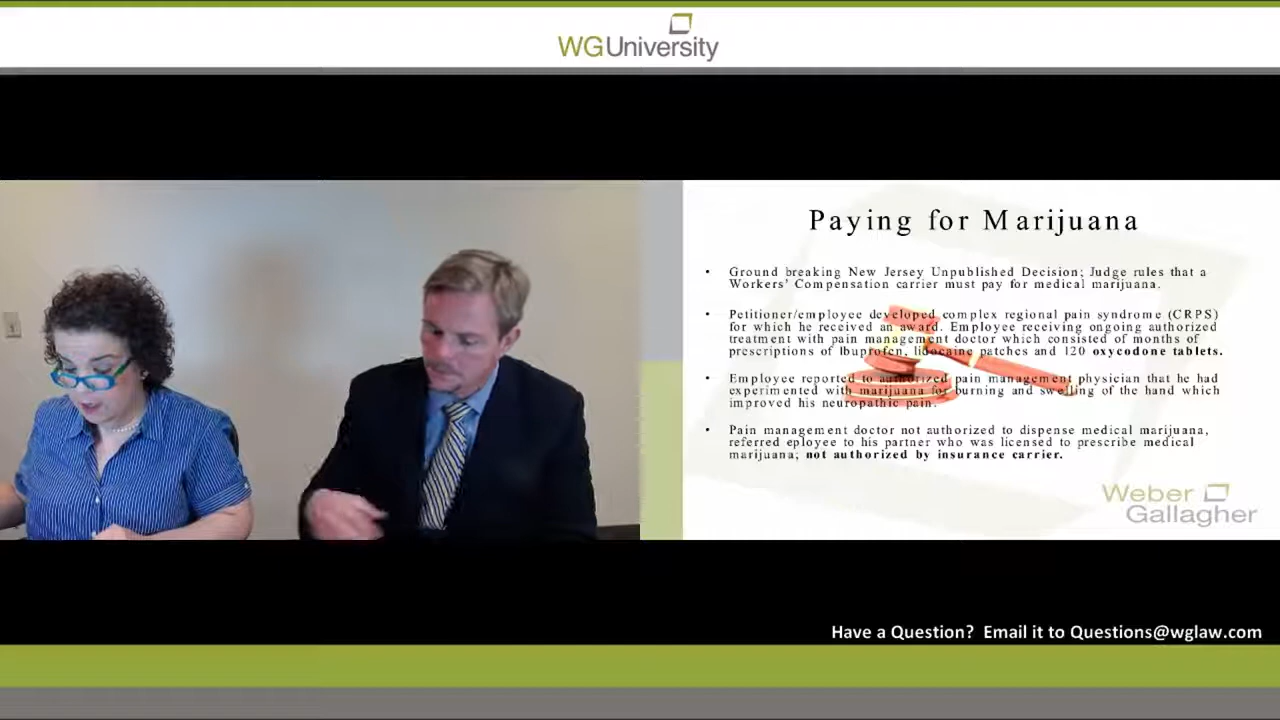 WGUniversity
Paying for Marijuana
• Ground breaking New Jersey Unpublished Decision; Judge rules that a
Workers' Compensation carrier must pay for medical marijuana.
• Petitioner/employee developed complex regional pain syndrome (CRPS)
for which he received an award. Employee receiving ongoing authorized
treatment with pain management doctor which consisted of months of
prescriptions of Ibuprofen, lidocaine patches and 120 oxycodone tablets.
• Employee reported to authorized pain management physician that he had
experimented with marijuana for burning and swelling of the hand which
improved his neuropathic pain.
• Pain management doctor not authorized to dispense medical marijuana,
referred eployee to his partner who was licensed to prescribe medical
marijuana; not authorized by insurance carrier.
Weber
Gallagher
Have a Question? Email it to Questions@wglaw.com